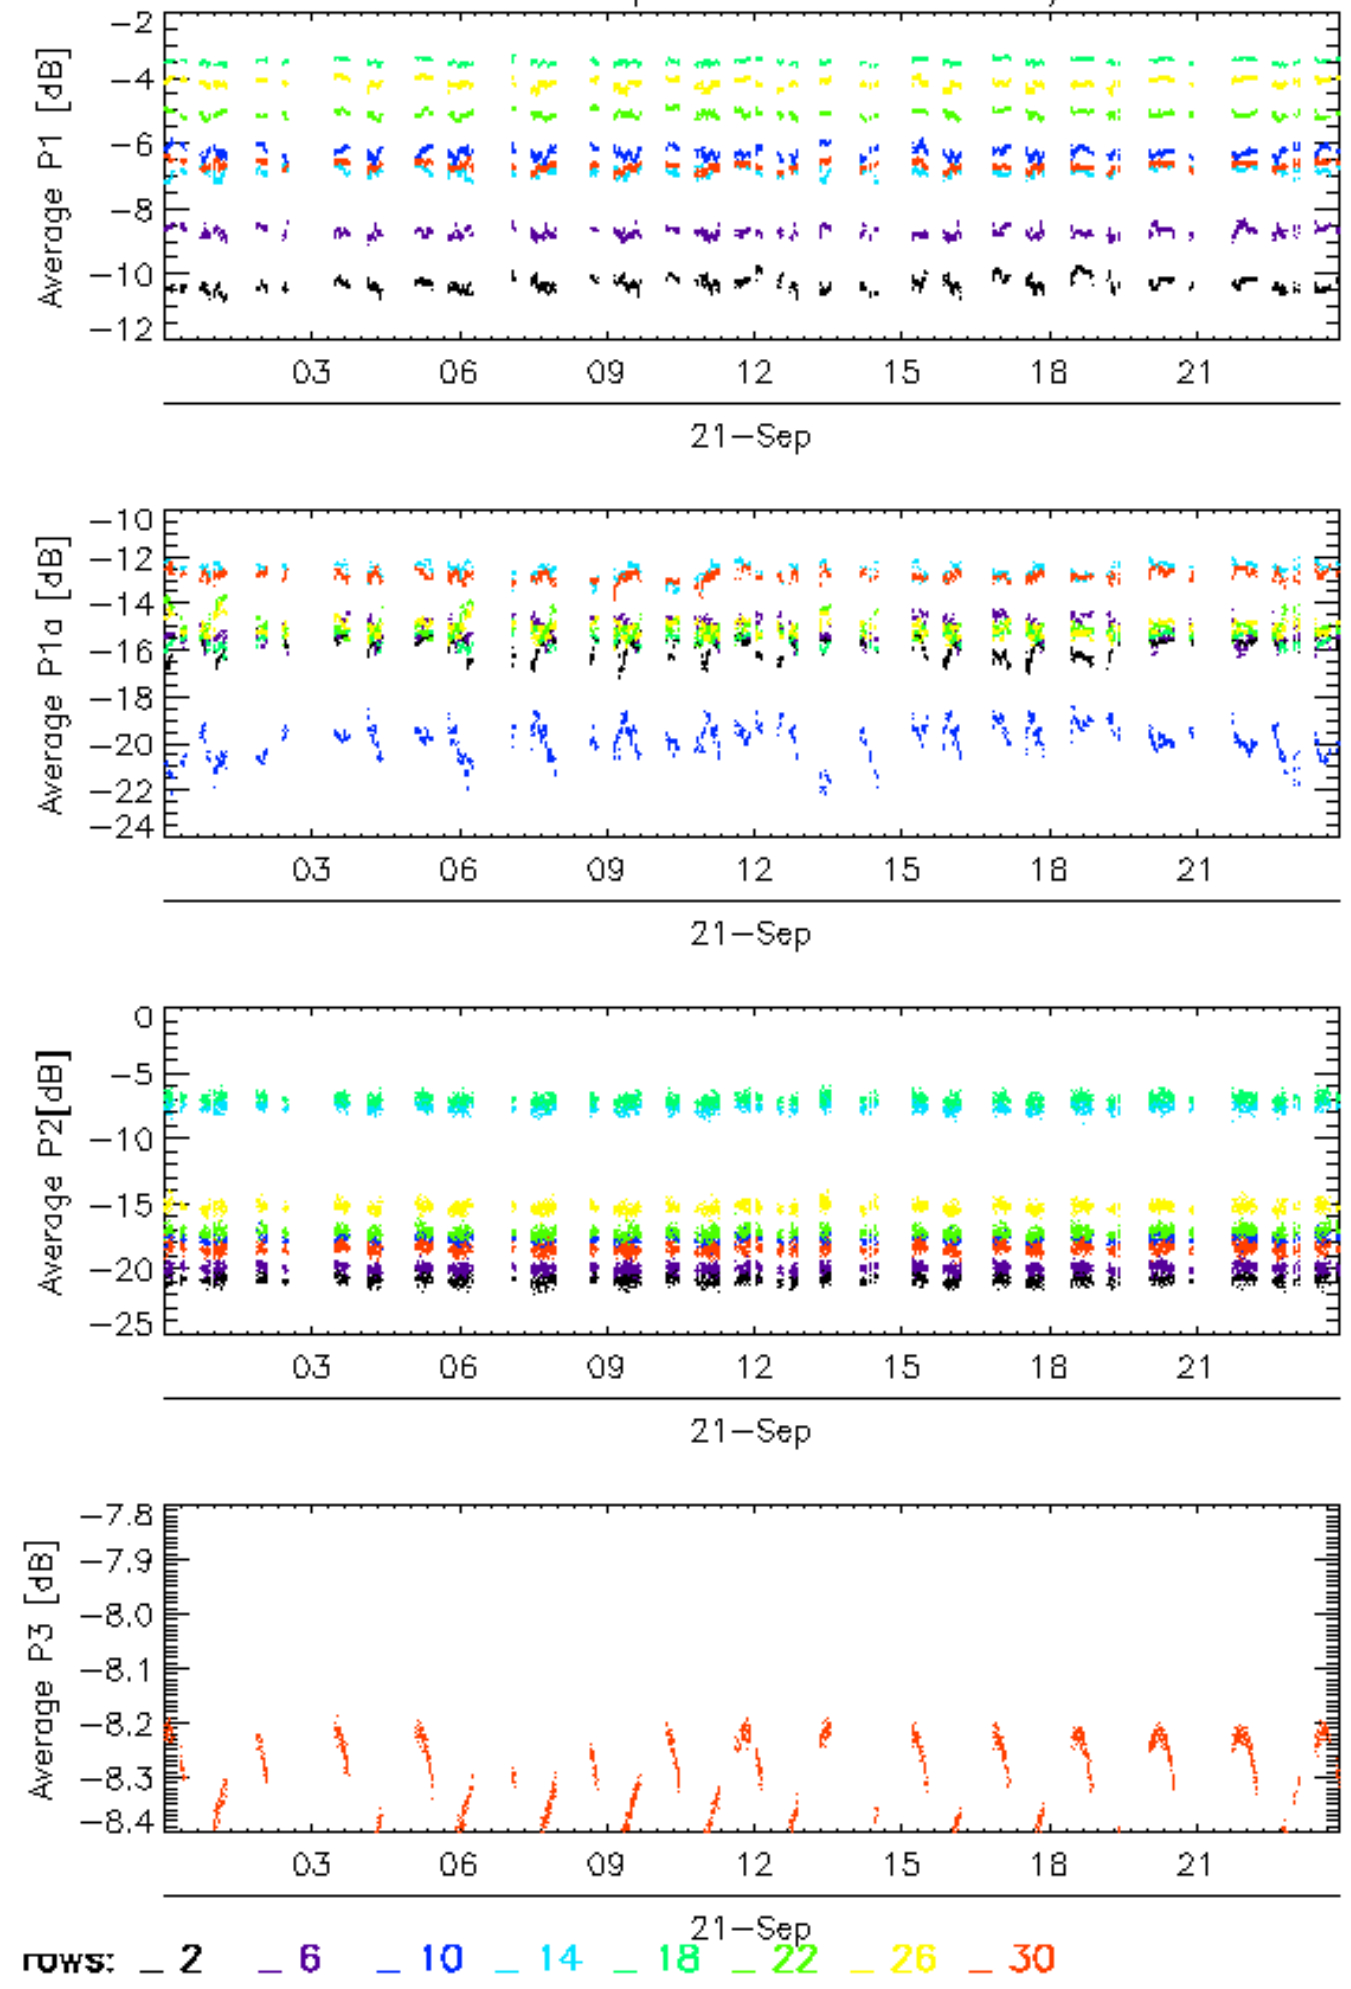 Average P1 [dB]
-2
-4
-6
-8
-10
-12
03 06 09 12 15 18 21
21-Sep
Average P1a [dB]
-10
-12
-14
-16
-18
-20
-22
-24
03 06 09 12 15 18 21
21-Sep
Average P2[dB]
0
-5
-10
-15
-20
-25
03 06 09 12 15 18 21
21-Sep
Average P3 [dB]
-7.8
-7.9
-8.0
-8.1
-8.2
-8.3
-8.4
03 06 09 12 15 18 21
21-Sep
rows: _ 2 _ 6 _ 10 _ 14 _ 18 _ 22 _ 26 _ 30